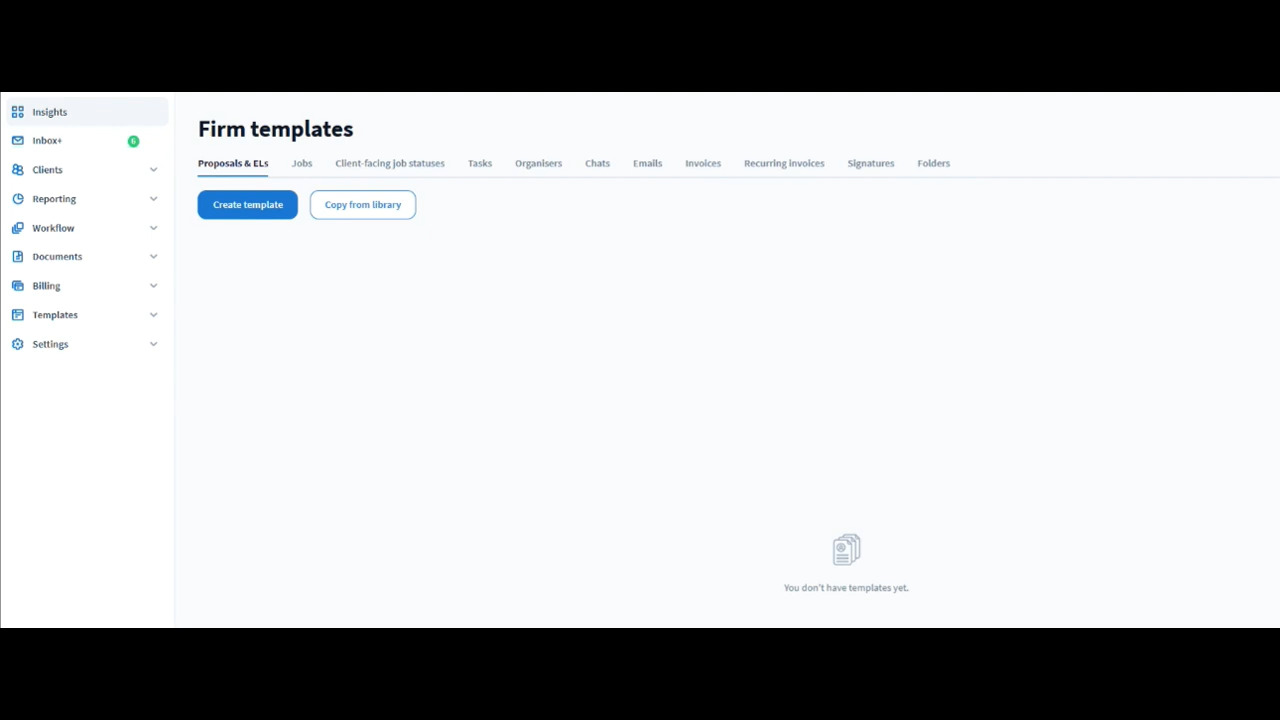 Insights
Inbox+ 6
Clients
Reporting
Workflow
Documents
Billing
Templates
Settings
Firm templates
Proposals & ELs Jobs Client-facing job statuses Tasks Organisers Chats Emails Invoices Recurring invoices Signatures Folders
Create template Copy from library
You don't have templates yet.